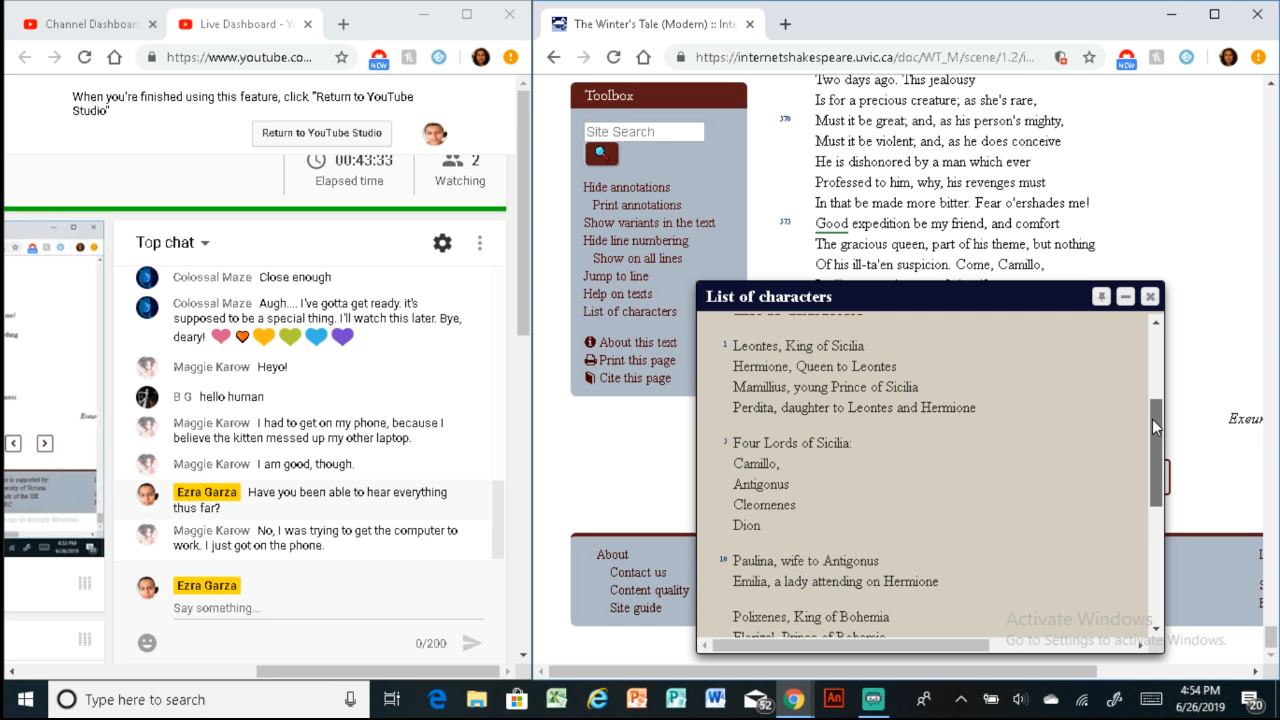 Channel Dashboard
Live Dashboard - Yo
https://www.youtube.co...
NEW
When you're finished using this feature, click "Return to YouTube
Studio"
Return to YouTube Studio
00:43:33
Elapsed time
2
Watching
Top chat
Colossal Maze Close enough
Colossal Maze Augh.... I've gotta get ready. it's
supposed to be a special thing. I'll watch this later. Bye,
deary!
Maggie Karow Heyo!
B G hello human
Maggie Karow I had to get on my phone, because I
believe the kitten messed up my other laptop.
Maggie Karow I am good, though.
Ezra Garza Have you been able to hear everything
thus far?
Maggie Karow No, I was trying to get the computer to
work. I just got on the phone.
Ezra Garza
Say something...
0/200
The Winter's Tale (Modern) :: Inte
https://internetshakespeare.uvic.ca/doc/WT_M/scene/1.2/i...
NEW
Toolbox
Site Search
Hide annotations
Print annotations
Show variants in the text
Hide line numbering
Show on all lines
Jump to line
Help on texts
List of characters
About this text
Print this page
Cite this page
Two days ago. This jealousy
Is for a precious creature; as she's rare,
570 Must it be great; and, as his person's mighty,
Must it be violent; and, as he does conceive
He is dishonored by a man which ever
Professed to him, why, his revenges must
In that be made more bitter. Fear o'ershades me!
575 Good expedition be my friend, and comfort
The gracious queen, part of his theme, but nothing
Of his ill-ta'en suspicion. Come, Camillo,
Exeun
List of characters
1 Leontes, King of Sicilia
Hermione, Queen to Leontes
Mamillius, young Prince of Sicilia
Perdita, daughter to Leontes and Hermione
5 Four Lords of Sicilia:
Camillo,
Antigonus
Cleomenes
Dion
10 Paulina, wife to Antigonus
Emilia, a lady attending on Hermione
Polixenes, King of Bohemia
Florizel, Prince of Bohemia
About
Contact us
Content quality
Site guide
Activate Windows
Go to Settings to activate Windows.
Type here to search
52
4:54 PM
6/26/2019
20